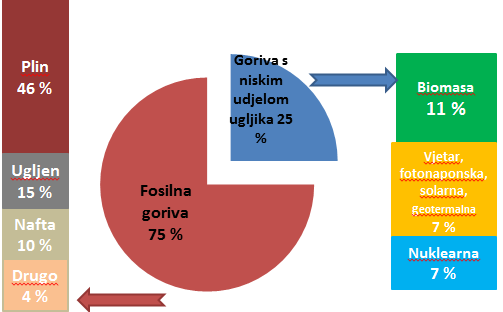 Plin
46 %
Ugljen
15 %
Nafta
10 %
Drugo
4 %
Fosilna
goriva
75 %
Goriva s
niskim
udjelom
ugljika 25
%
Biomasa
11 %
Vjetar,
fotonaponska,
solarna,
geotermalna
7 %
Nuklearna
7 %